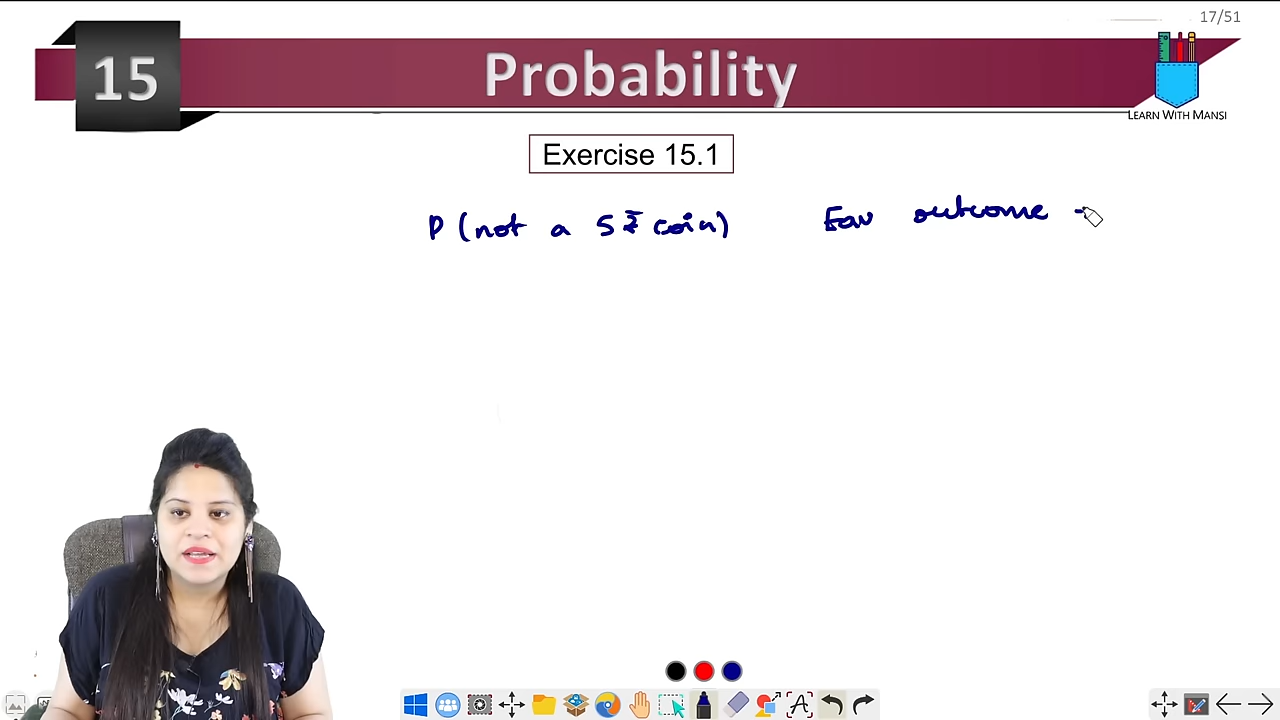 17/51
15
Probability
LEARN WITH MANSI
Exercise 15.1
P (not a 5 ₹ coin) Fav outcome -